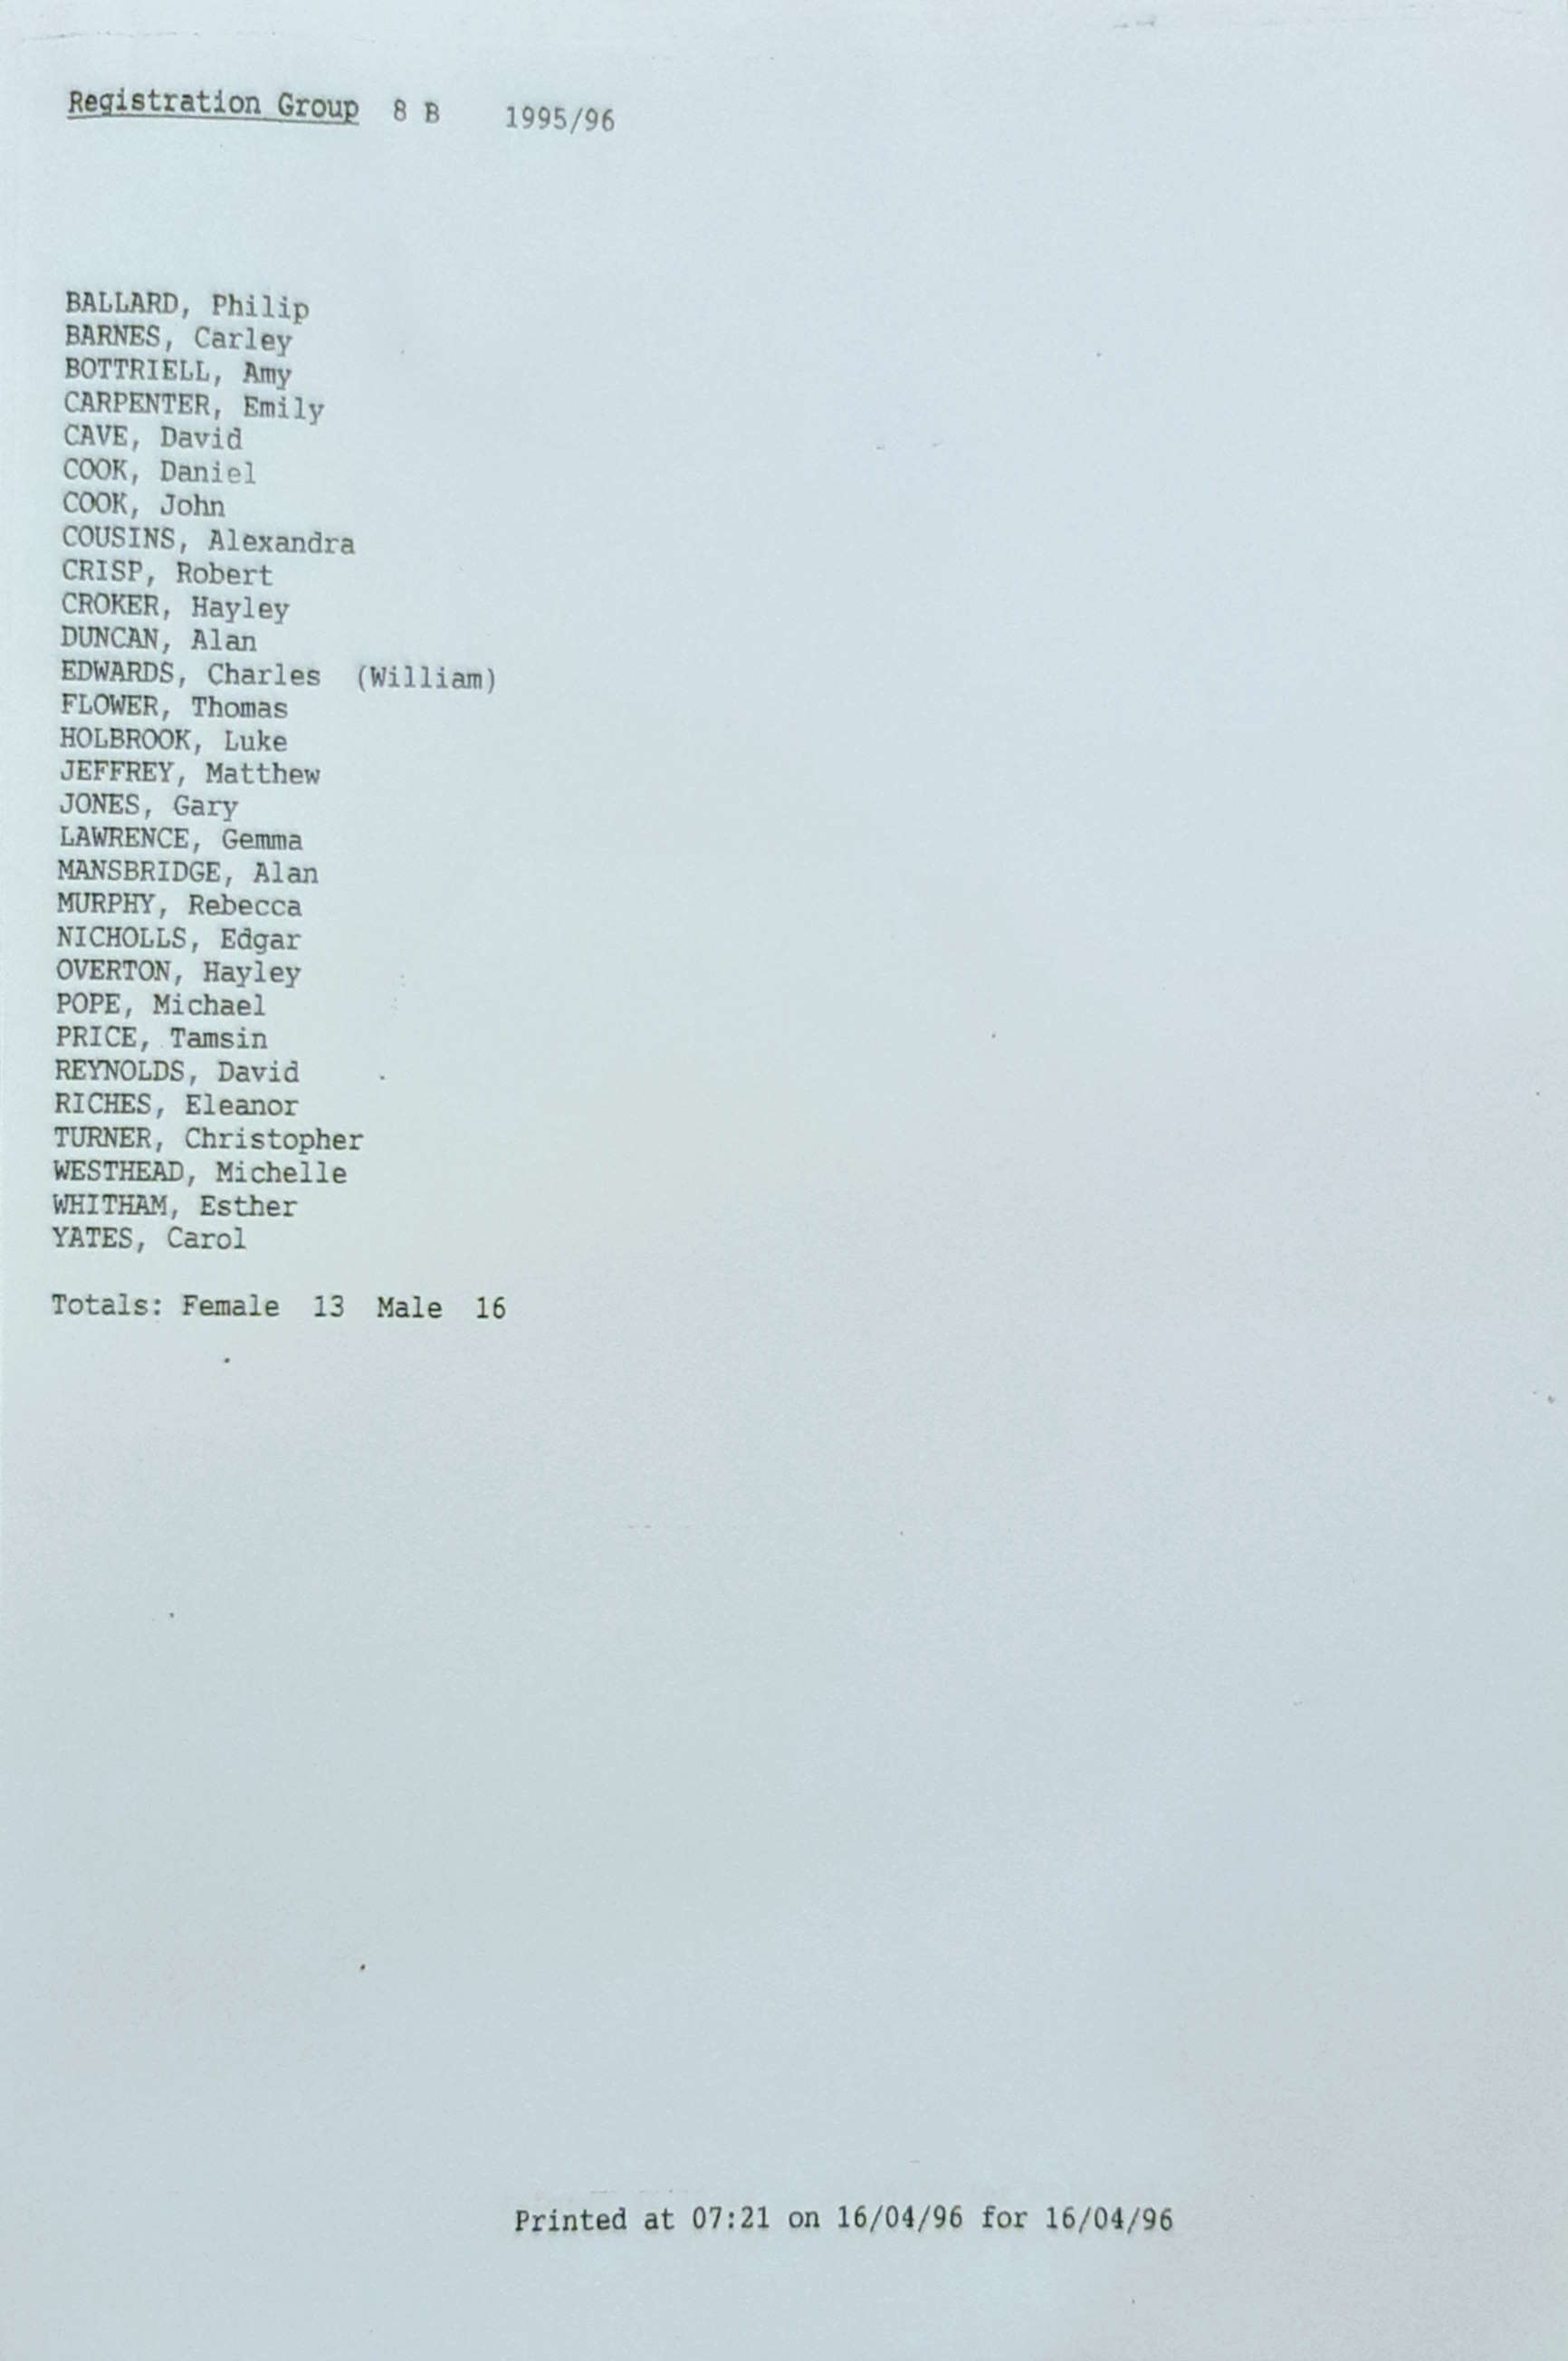 Registration Group 8 B 1995/96
BALLARD, Philip
BARNES, Carley
BOTTRIELL, Amy
CARPENTER, Emily
CAVE, David
COOK, Daniel
COOK, John
COUSINS, Alexandra
CRISP, Robert
CROKER, Hayley
DUNCAN, Alan
EDWARDS, Charles (William)
FLOWER, Thomas
HOLBROOK, Luke
JEFFREY, Matthew
JONES, Gary
LAWRENCE, Gemma
MANSBRIDGE, Alan
MURPHY, Rebecca
NICHOLLS, Edgar
OVERTON, Hayley
POPE, Michael
PRICE, Tamsin
REYNOLDS, David
RICHES, Eleanor
TURNER, Christopher
WESTHEAD, Michelle
WHITHAM, Esther
YATES, Carol
Totals: Female 13 Male 16
Printed at 07:21 on 16/04/96 for 16/04/96